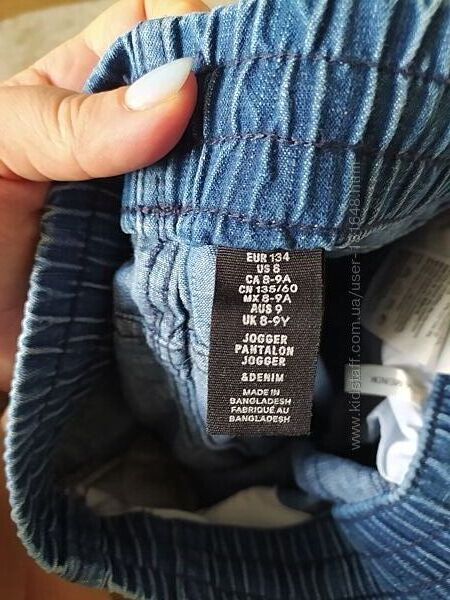 EUR 134
US 8
CA 8-9A
CN 135/60
MX 8-9A
AUS 9
UK 8-9Y
JOGGER
PANTALON
JOGGER
&DENIM
MADE IN
BANGLADESH
FABRIQUÉ AU
BANGLADESH